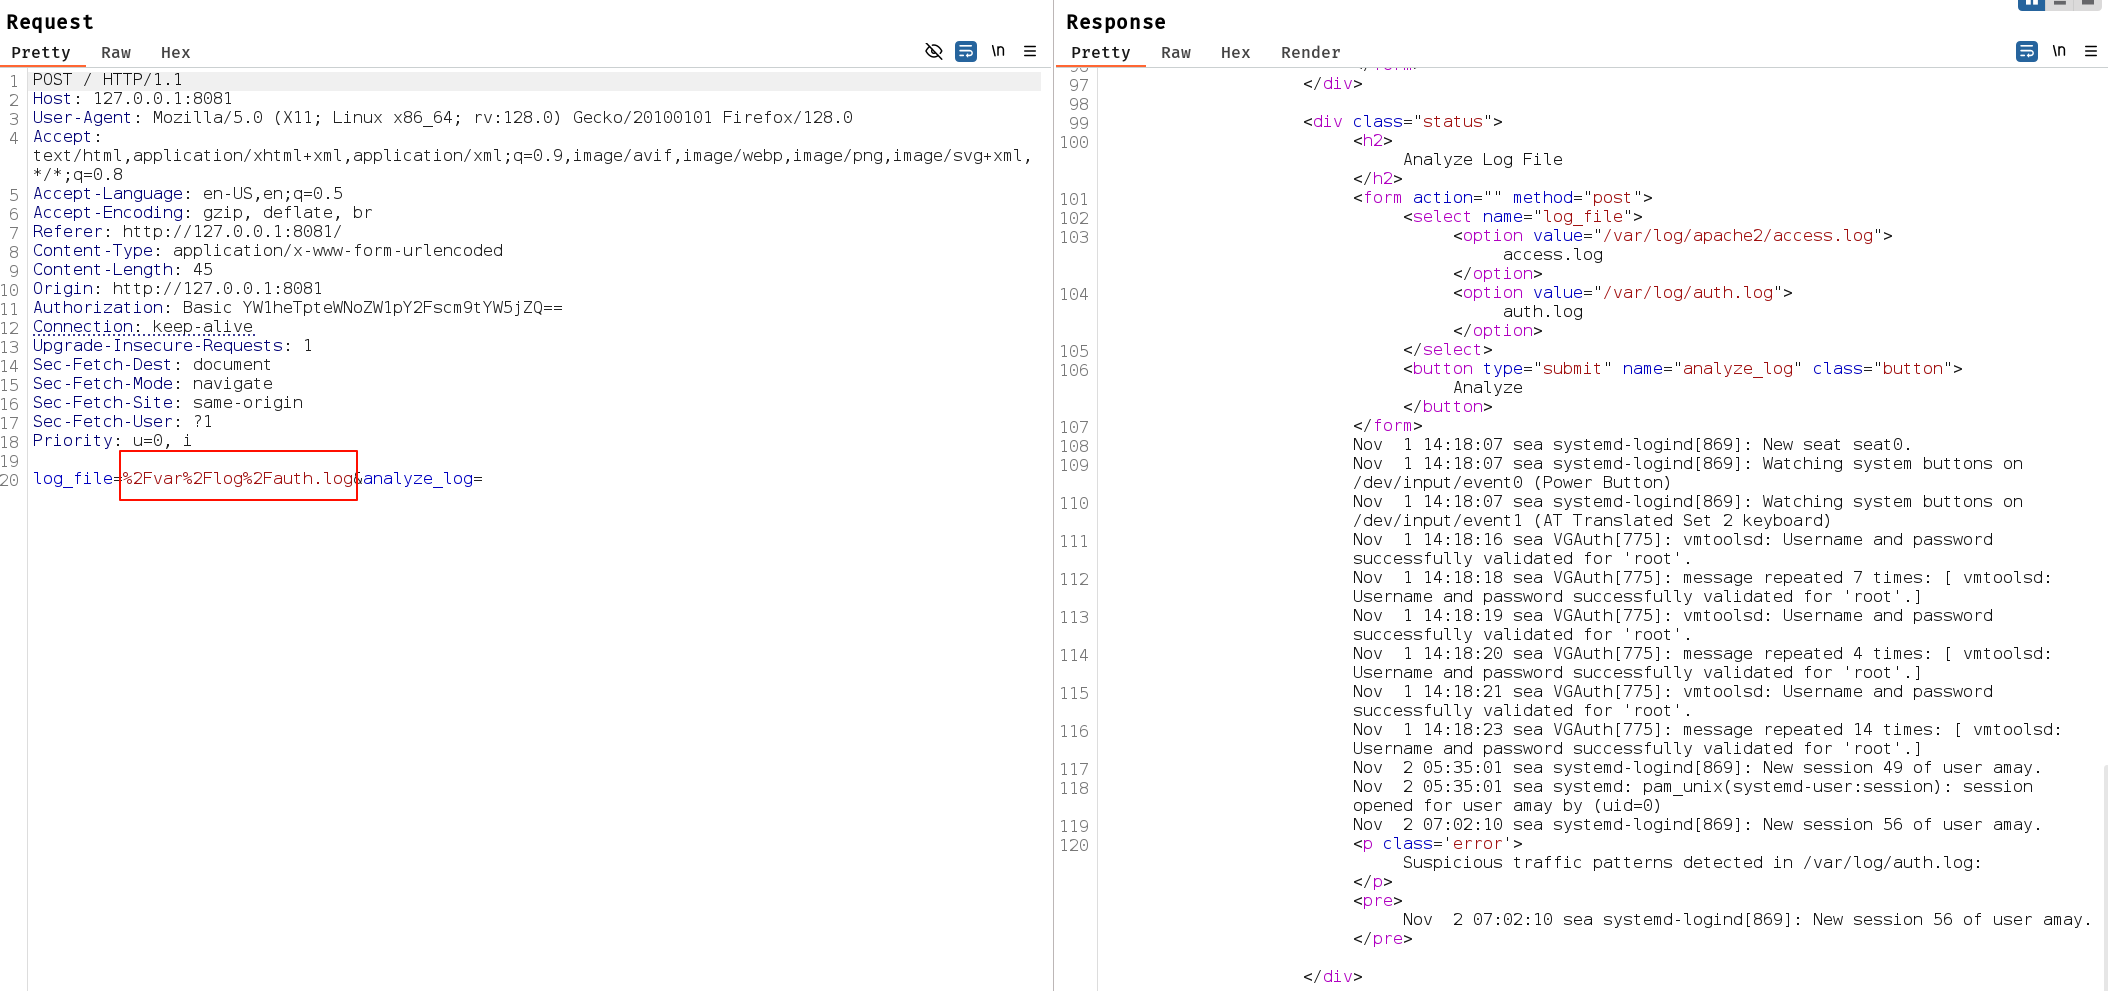 Request
Pretty Raw Hex
\n
1 POST / HTTP/1.1
2 Host: 127.0.0.1:8081
3 User-Agent: Mozilla/5.0 (X11; Linux x86_64; rv:128.0) Gecko/20100101 Firefox/128.0
4 Accept:
text/html,application/xhtml+xml,application/xml;q=0.9,image/avif,image/webp,image/png,image/svg+xml,
*/*;q=0.8
5 Accept-Language: en-US,en;q=0.5
6 Accept-Encoding: gzip, deflate, br
7 Referer: http://127.0.0.1:8081/
8 Content-Type: application/x-www-form-urlencoded
9 Content-Length: 45
10 Origin: http://127.0.0.1:8081
11 Authorization: Basic YW1heTpteWNoZW1pY2Fscm9tYW5jZQ==
12 Connection: keep-alive
13 Upgrade-Insecure-Requests: 1
14 Sec-Fetch-Dest: document
15 Sec-Fetch-Mode: navigate
16 Sec-Fetch-Site: same-origin
17 Sec-Fetch-User: ?1
18 Priority: u=0, i
19
20 log_file=%2Fvar%2Flog%2Fauth.log&analyze_log=
Response
Pretty Raw Hex Render
\n
96 </form>
97 </div>
98
99 <div class="status">
100 <h2>
Analyze Log File
</h2>
101 <form action="" method="post">
102 <select name="log_file">
103 <option value="/var/log/apache2/access.log">
access.log
</option>
104 <option value="/var/log/auth.log">
auth.log
</option>
105 </select>
106 <button type="submit" name="analyze_log" class="button">
Analyze
</button>
107 </form>
108 Nov  1 14:18:07 sea systemd-logind[869]: New seat seat0.
109 Nov  1 14:18:07 sea systemd-logind[869]: Watching system buttons on
/dev/input/event0 (Power Button)
110 Nov  1 14:18:07 sea systemd-logind[869]: Watching system buttons on
/dev/input/event1 (AT Translated Set 2 keyboard)
111 Nov  1 14:18:16 sea VGAuth[775]: vmtoolsd: Username and password
successfully validated for 'root'.
112 Nov  1 14:18:18 sea VGAuth[775]: message repeated 7 times: [ vmtoolsd:
Username and password successfully validated for 'root'.]
113 Nov  1 14:18:19 sea VGAuth[775]: vmtoolsd: Username and password
successfully validated for 'root'.
114 Nov  1 14:18:20 sea VGAuth[775]: message repeated 4 times: [ vmtoolsd:
Username and password successfully validated for 'root'.]
115 Nov  1 14:18:21 sea VGAuth[775]: vmtoolsd: Username and password
successfully validated for 'root'.
116 Nov  1 14:18:23 sea VGAuth[775]: message repeated 14 times: [ vmtoolsd:
Username and password successfully validated for 'root'.]
117 Nov  2 05:35:01 sea systemd-logind[869]: New session 49 of user amay.
118 Nov  2 05:35:01 sea systemd: pam_unix(systemd-user:session): session
opened for user amay by (uid=0)
119 Nov  2 07:02:10 sea systemd-logind[869]: New session 56 of user amay.
120 <p class='error'>
Suspicious traffic patterns detected in /var/log/auth.log:
</p>
<pre>
Nov  2 07:02:10 sea systemd-logind[869]: New session 56 of user amay.
</pre>
</div>